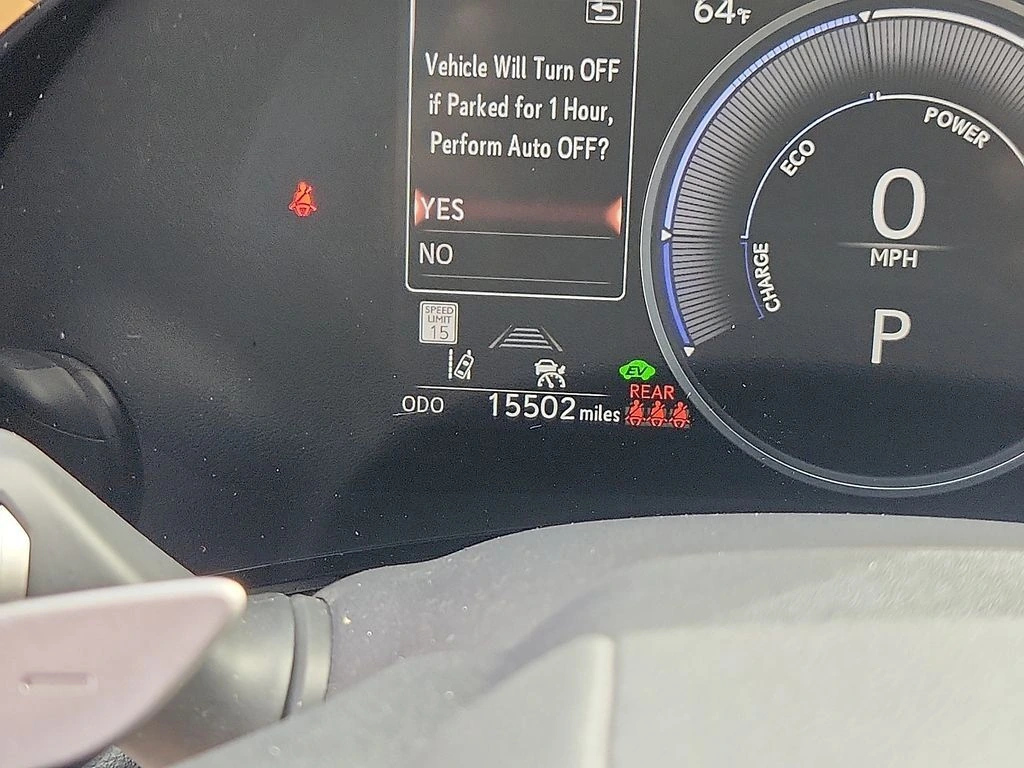 64°F
Vehicle Will Turn OFF
if Parked for 1 Hour,
Perform Auto OFF?
YES
NO
POWER
ECO
CHARGE
0
MPH
P
SPEED
LIMIT
15
EV
REAR
ODO 15502 miles